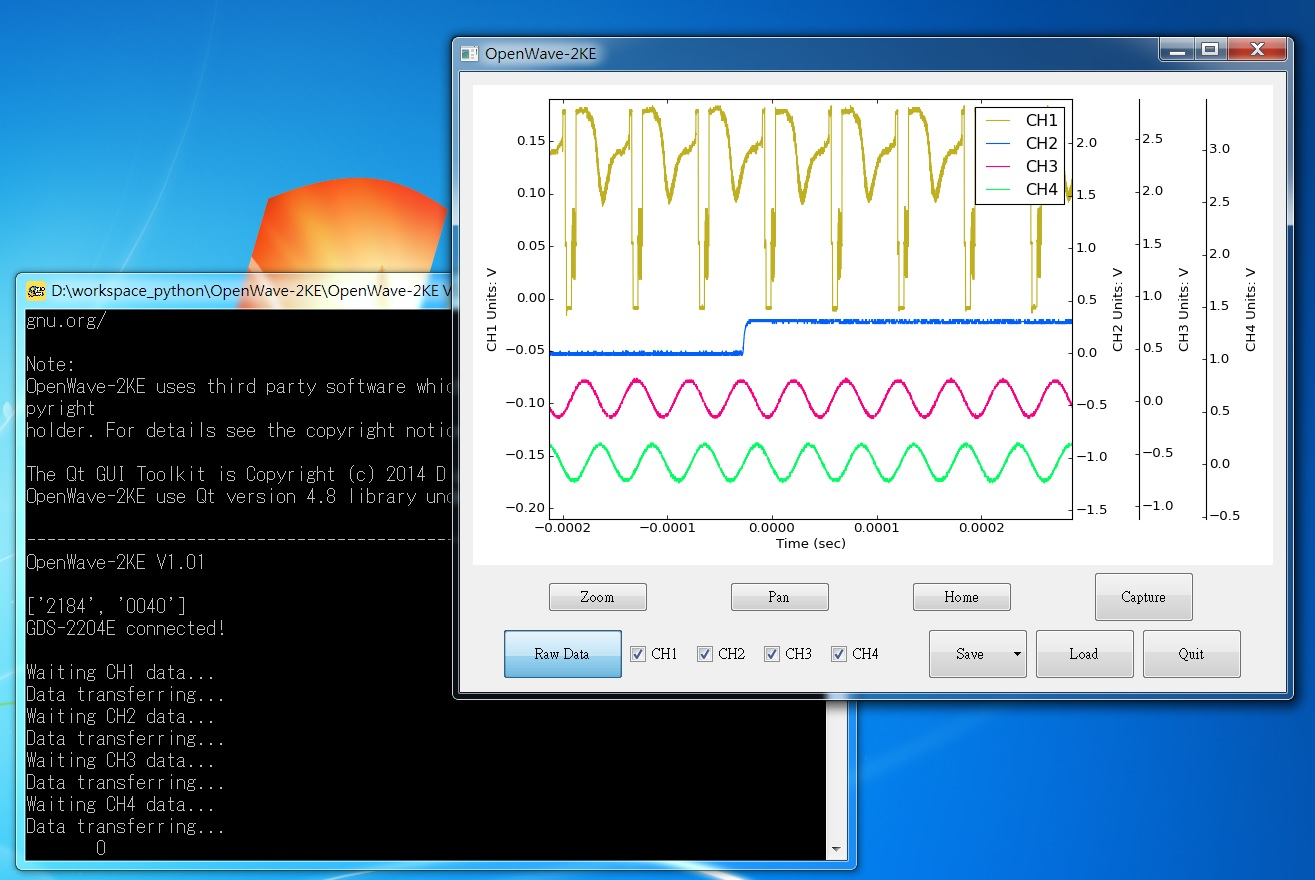 OpenWave-2KE
CH1
CH2
CH3
CH4
0.15
0.10
0.05
0.00
−0.05
−0.10
−0.15
−0.20
CH1 Units: V
2.0
1.5
1.0
0.5
0.0
−0.5
−1.0
−1.5
CH2 Units: V
2.5
2.0
1.5
1.0
0.5
0.0
−0.5
−1.0
CH3 Units: V
3.0
2.5
2.0
1.5
1.0
0.5
0.0
−0.5
CH4 Units: V
−0.0002 −0.0001 0.0000 0.0001 0.0002
Time (sec)
Zoom Pan Home Capture
Raw Data CH1 CH2 CH3 CH4 Save Load Quit
D:\workspace_python\OpenWave-2KE\OpenWave-2KE V
gnu.org/
Note:
OpenWave-2KE uses third party software whic
pyright
holder. For details see the copyright notic
The Qt GUI Toolkit is Copyright (c) 2014 D
OpenWave-2KE use Qt version 4.8 library und
-------------------------------------------
OpenWave-2KE V1.01
['2184', '0040']
GDS-2204E connected!
Waiting CH1 data...
Data transferring...
Waiting CH2 data...
Data transferring...
Waiting CH3 data...
Data transferring...
Waiting CH4 data...
Data transferring...
0